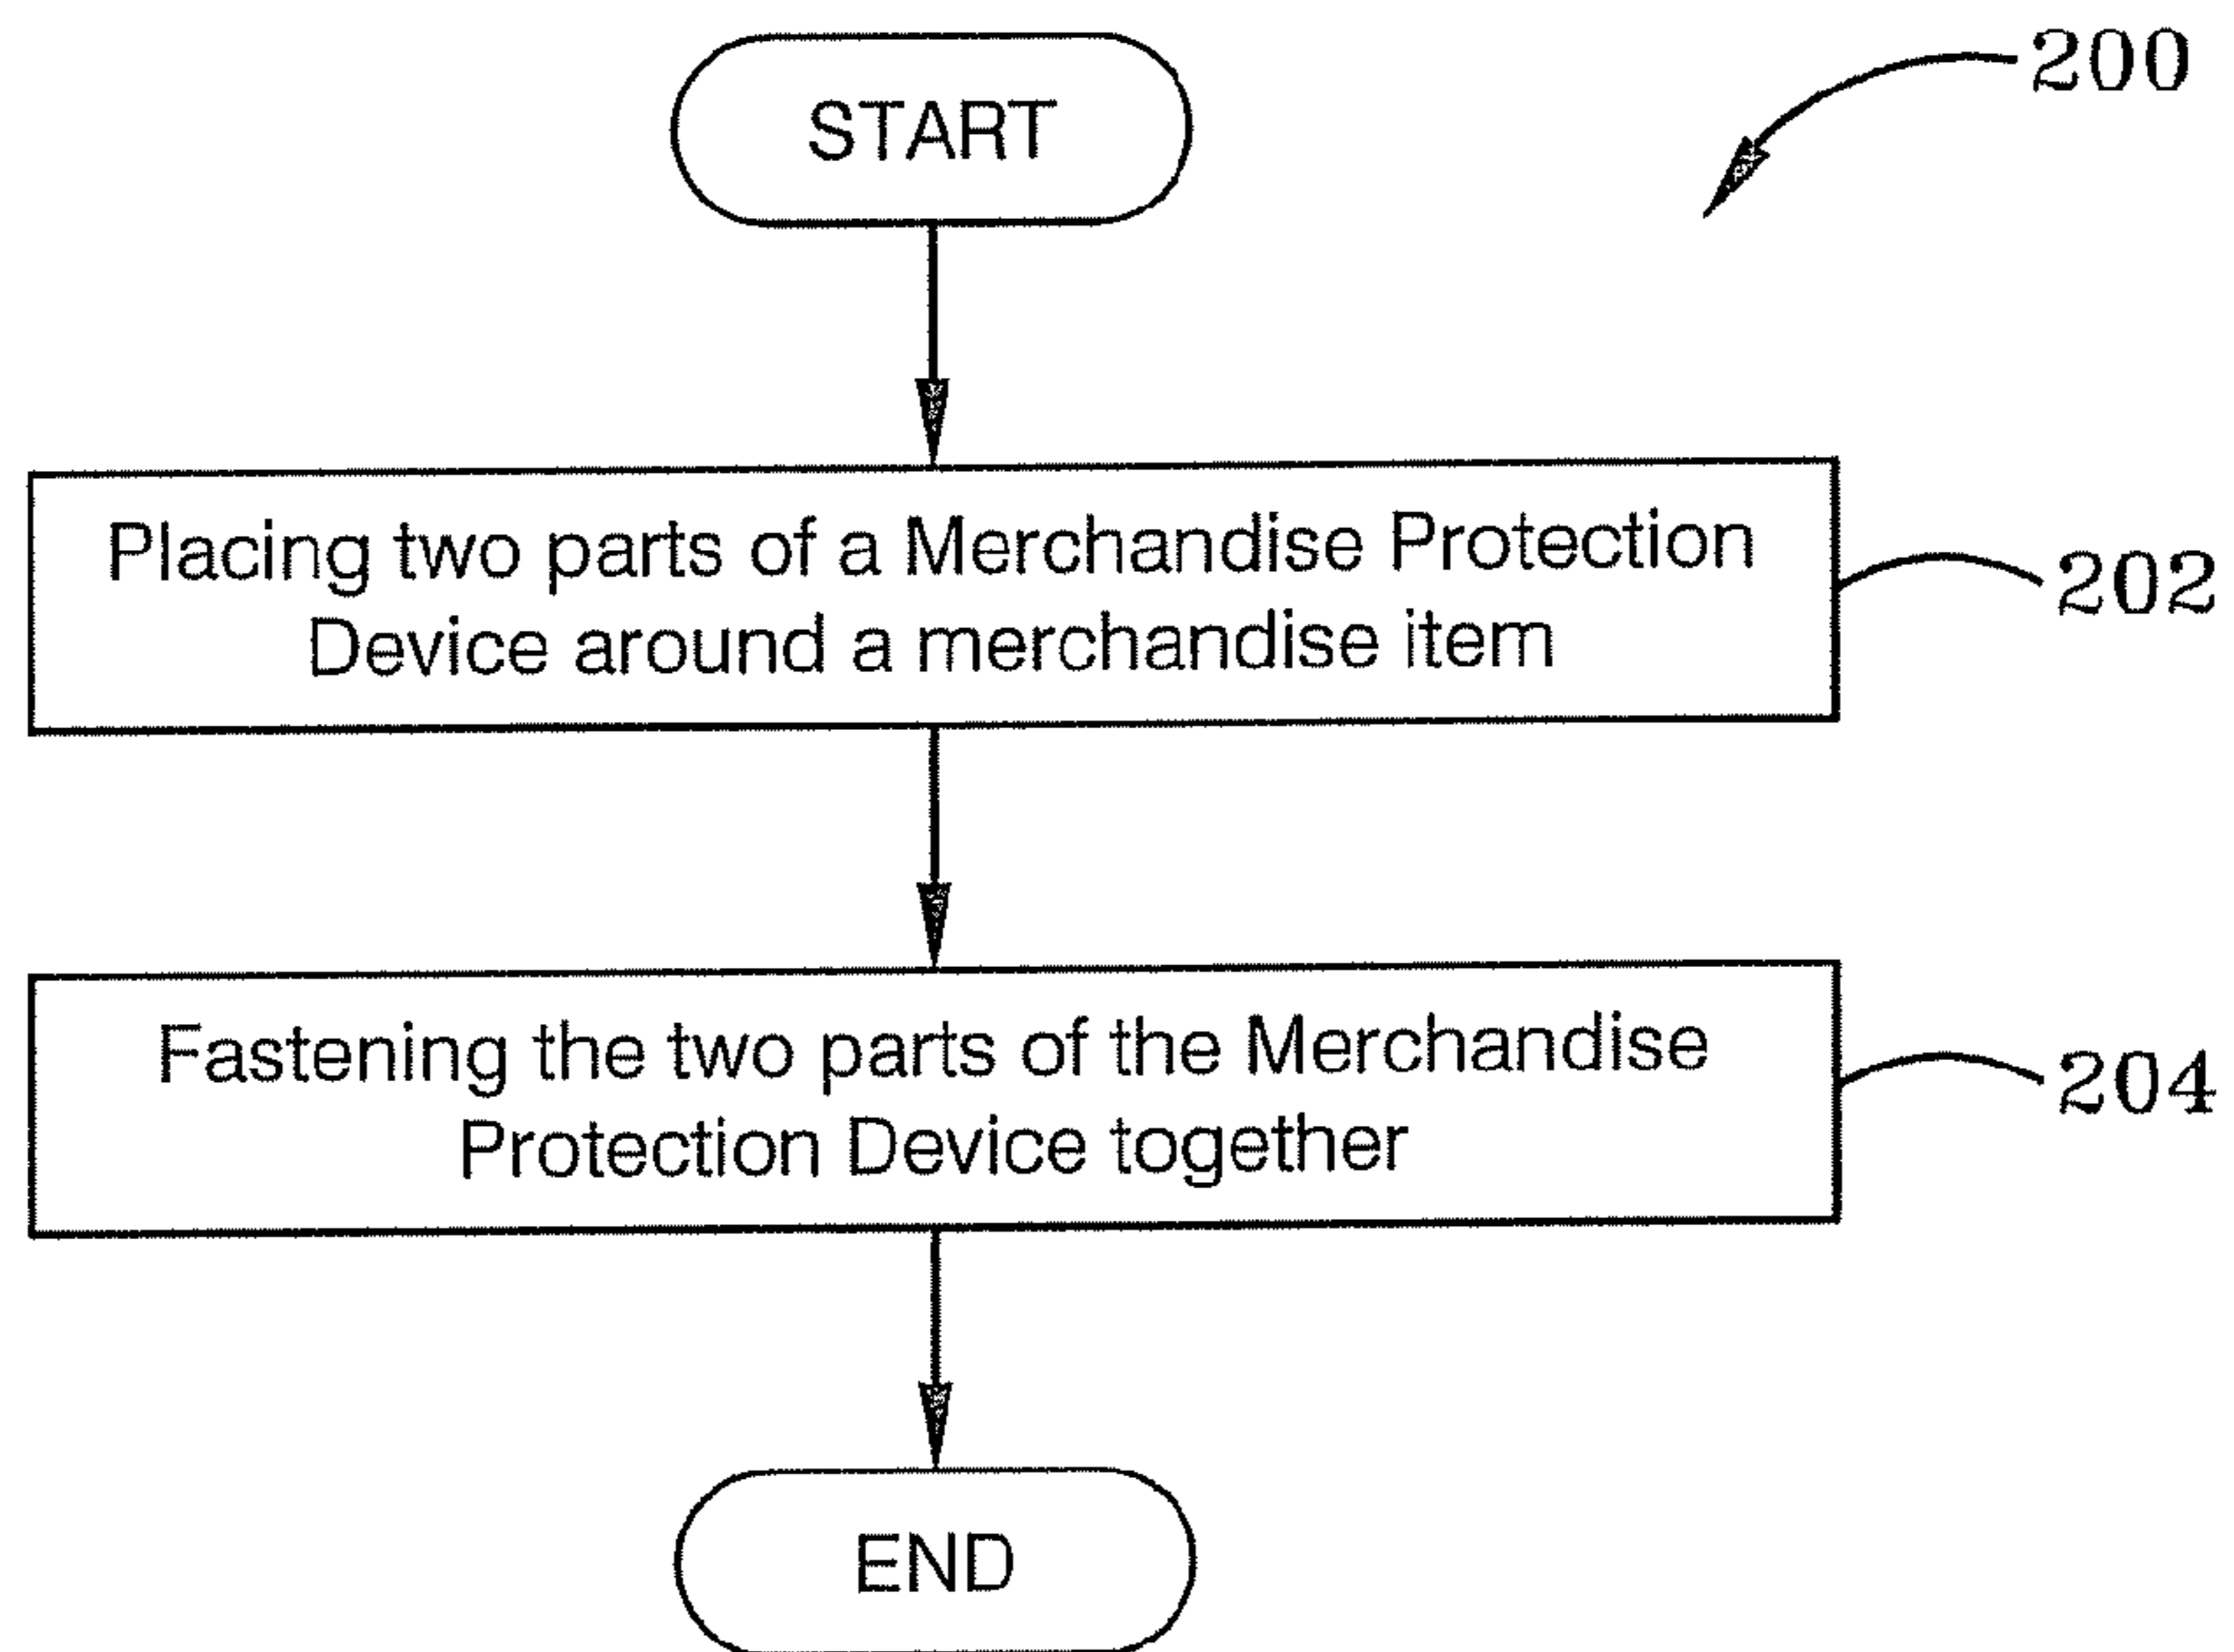 START
200
Placing two parts of a Merchandise Protection
Device around a merchandise item
202
Fastening the two parts of the Merchandise
Protection Device together
204
END